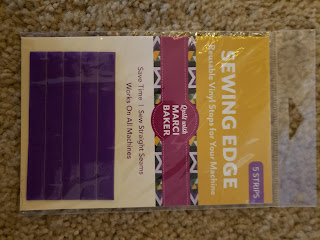 SEWING EDGE
Reusable Vinyl Stops for Your Machine
5 STRIPS
Quilt with
MARCI
BAKER
Save Time | Sew Straight Seams
Works On All Machines